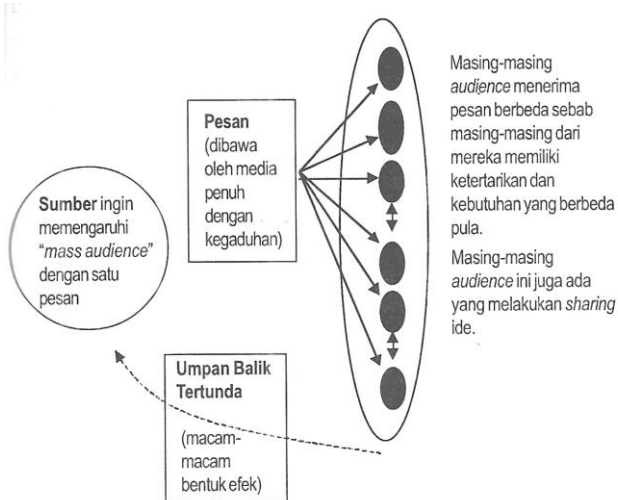 Sumber ingin
memengaruhi
“mass audience”
dengan satu
pesan
Pesan
(dibawa
oleh media
penuh
dengan
kegaduhan)
Masing-masing
audience menerima
pesan berbeda sebab
masing-masing dari
mereka memiliki
ketertarikan dan
kebutuhan yang berbeda
pula.
Masing-masing
audience ini juga ada
yang melakukan sharing
ide.
Umpan Balik
Tertunda
(macam-
macam
bentuk efek)